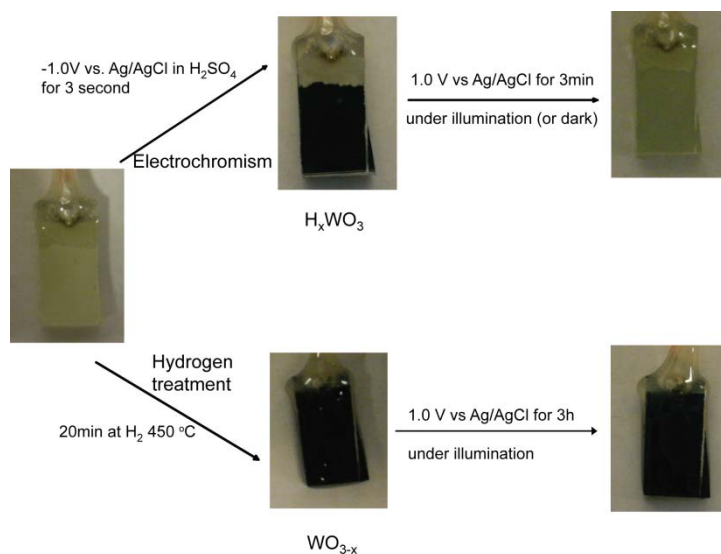 -1.0V vs. Ag/AgCl in H₂SO₄
for 3 second
Electrochromism
HₓWO₃
1.0 V vs Ag/AgCl for 3min
under illumination (or dark)
Hydrogen
treatment
20min at H₂ 450 °C
WO₃₋ₓ
1.0 V vs Ag/AgCl for 3h
under illumination